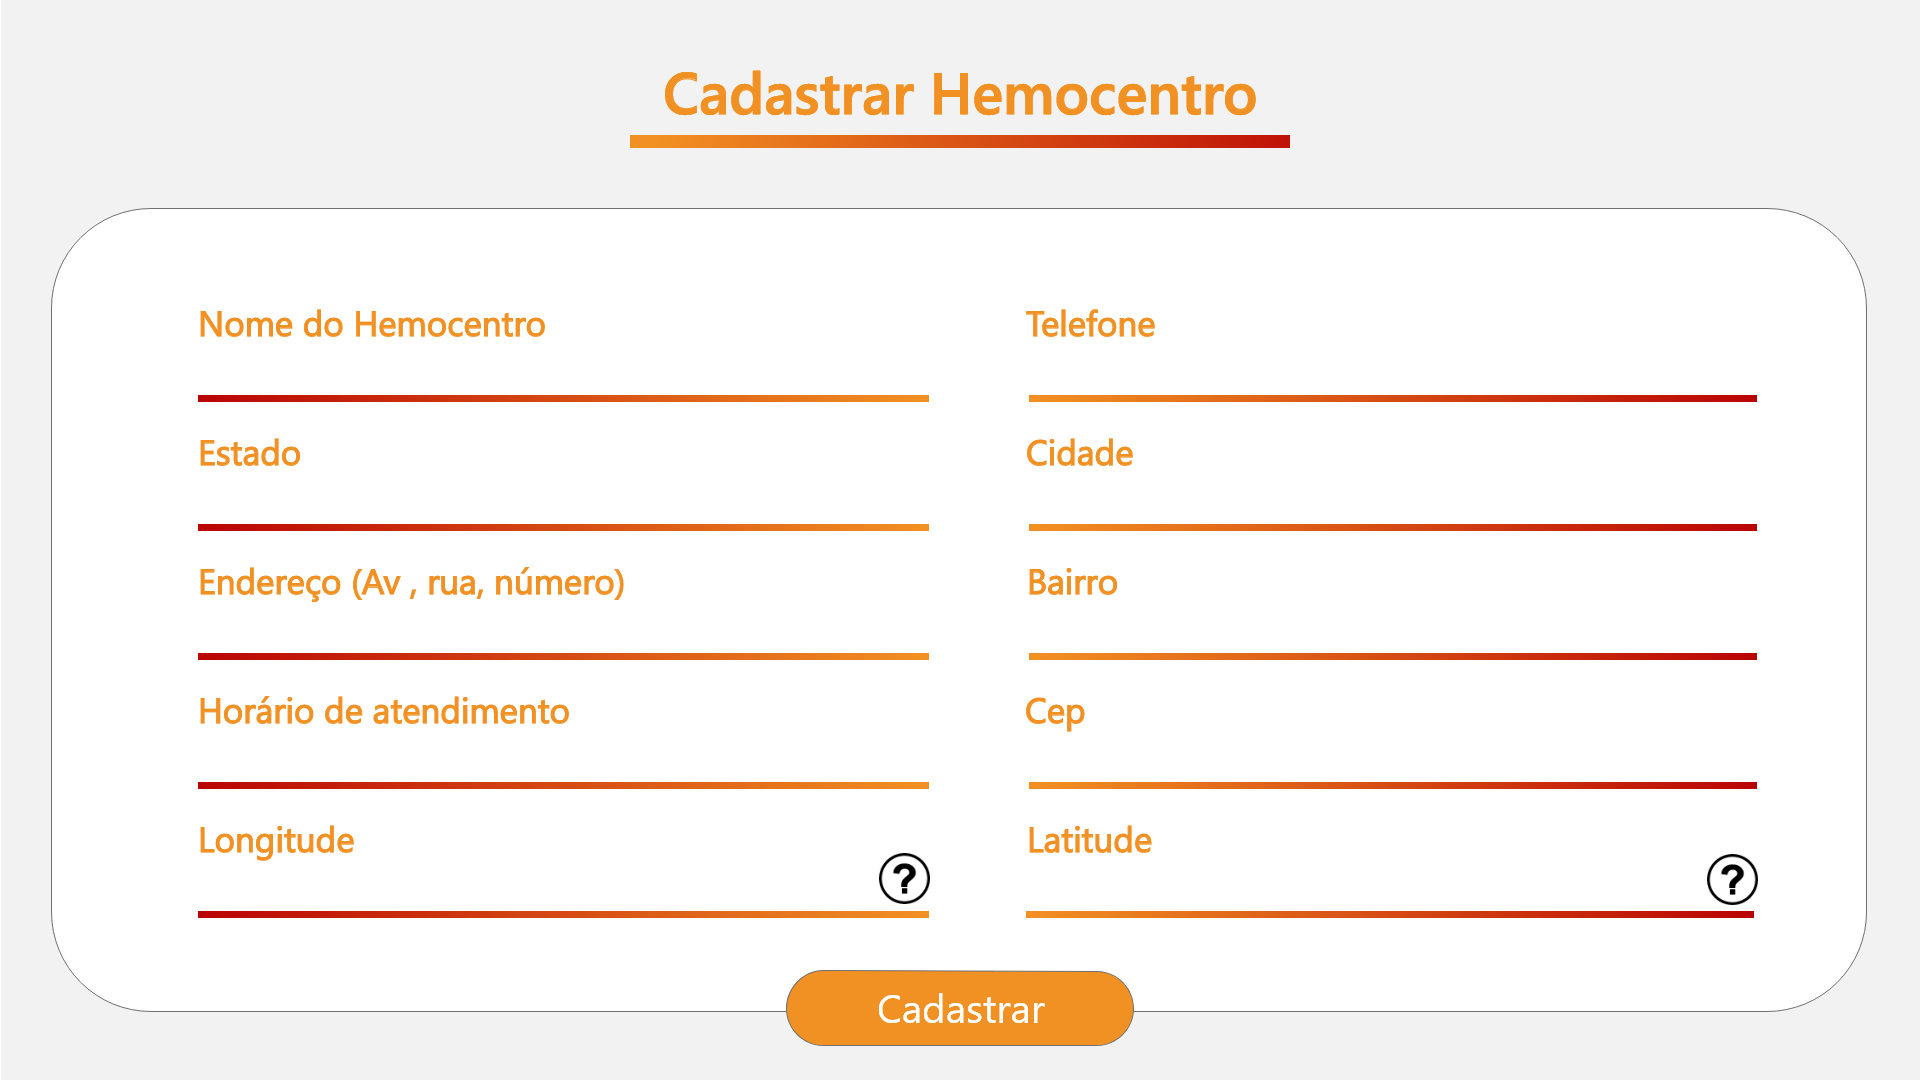 Cadastrar Hemocentro
Nome do Hemocentro
Telefone
Estado
Cidade
Endereço (Av , rua, número)
Bairro
Horário de atendimento
Cep
Longitude
?
Latitude
?
Cadastrar